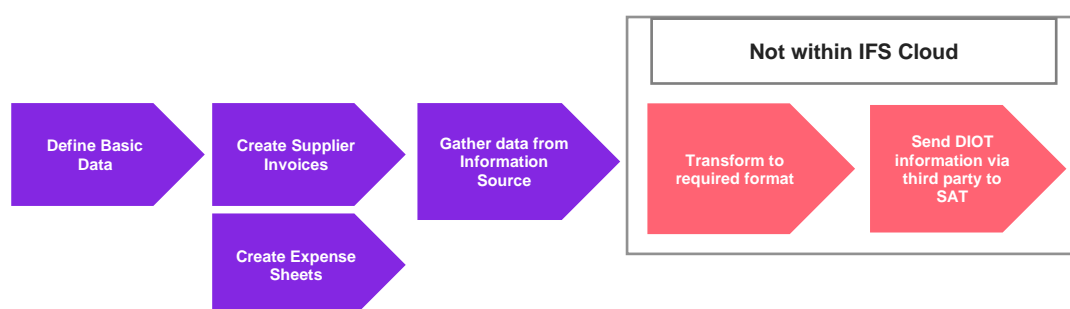 Not within IFS Cloud
Define Basic
Data
Create Supplier
Invoices
Gather data from
Information
Source
Transform to
required format
Send DIOT
information via
third party to
SAT
Create Expense
Sheets